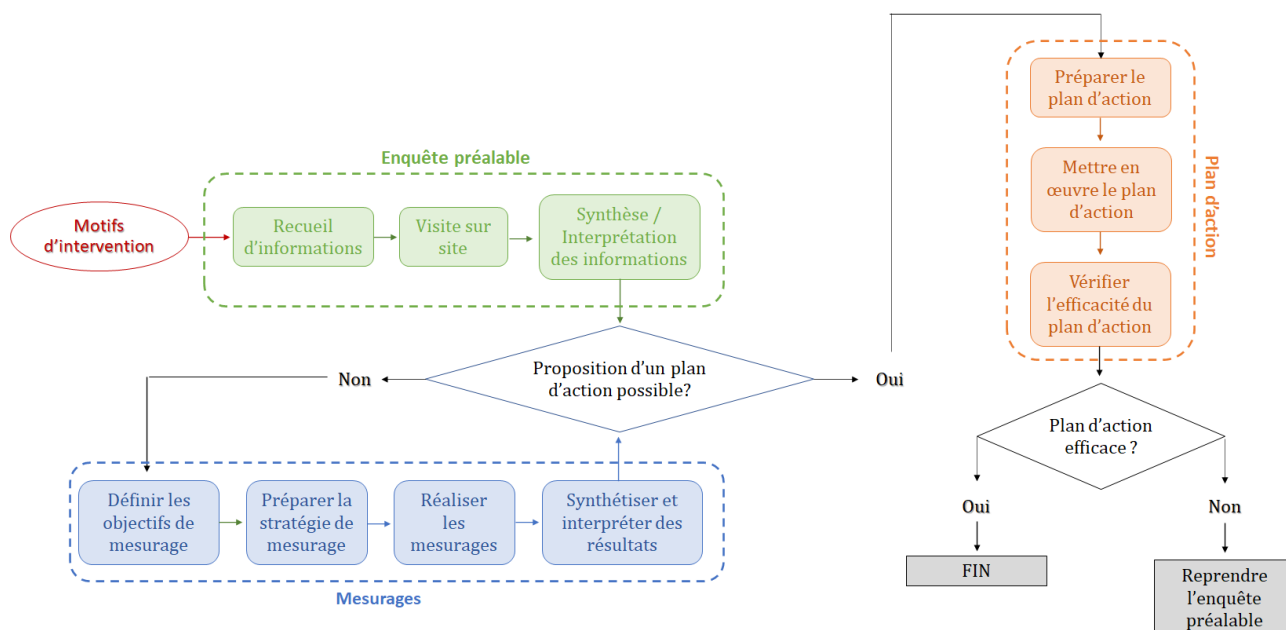 Enquête préalable
Motifs
d'intervention
Recueil
d'informations
Visite sur
site
Synthèse /
Interprétation
des informations
Proposition d'un plan
d'action possible?
Non
Oui
Définir les
objectifs de
mesurage
Préparer la
stratégie de
mesurage
Réaliser
les
mesurages
Synthétiser et
interpréter des
résultats
Mesurages
Préparer le
plan d'action
Mettre en
œuvre le plan
d'action
Vérifier
l'efficacité du
plan d'action
Plan d'action
Plan d'action
efficace ?
Oui
Non
FIN
Reprendre
l'enquête
préalable